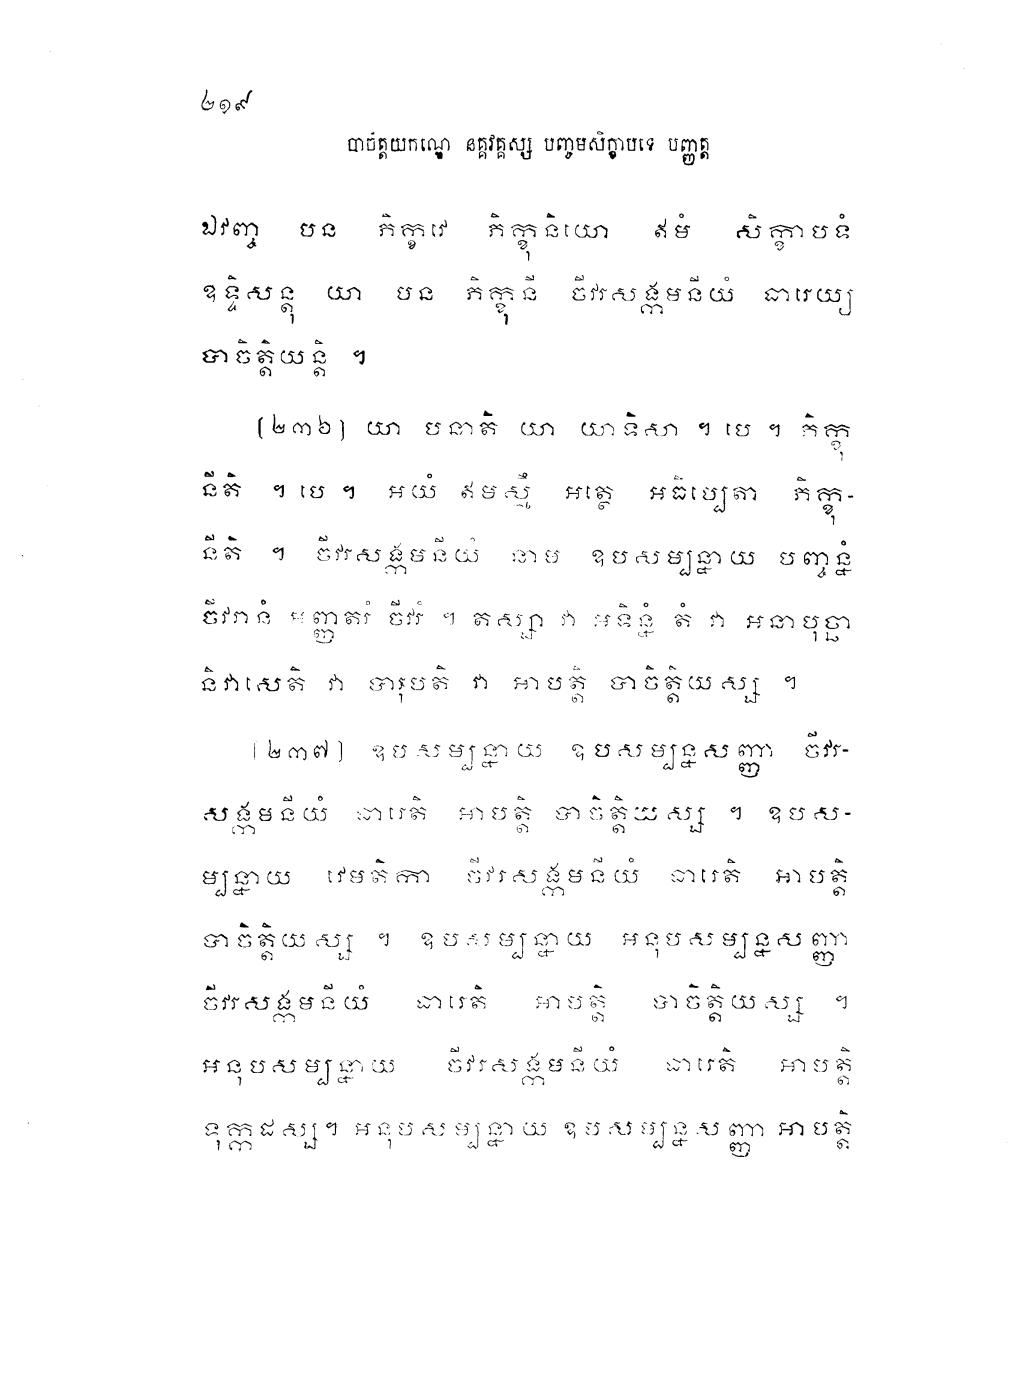 ២១៩
បាចិត្តិយកណ្ឌេ នគ្គវគ្គស្ស បញ្ចមសិក្ខាបទេ បញ្ញត្តិ
ឯវញ្ច បន ភិក្ខវេ ភិក្ខុនិយោ ឥមំ សិក្ខាបទំ
ឧទ្ទិសន្តុ យា បន ភិក្ខុនី ចីវរសង្កមនីយំ ធារេយ្យ
បាចិត្តិយន្តិ ។
(២៣៦) យា បនាតិ យា យាទិសា ។ បេ ។ ភិក្ខុ
នីតិ ។ បេ ។ អយំ ឥមស្មឹ អត្ថេ អធិប្បេតា ភិក្ខុ-
នីតិ ។ ចីវរសង្កមនីយំ នាម ឧបសម្បន្នាយ បញ្ចន្នំ
ចីវរានំ អញ្ញតរំ ចីវរំ ។ តស្សា វា អទិន្នំ តំ វា អនាបុច្ឆា
និវាសេតិ វា បារុបតិ វា អាបត្តិ បាចិត្តិយស្ស ។
(២៣៧) ឧបសម្បន្នាយ ឧបសម្បន្នសញ្ញា ចីវរ-
សង្កមនីយំ ធារេតិ អាបត្តិ បាចិត្តិយស្ស ។ ឧបស-
ម្បន្នាយ វេមតិកា ចីវរសង្កមនីយំ ធារេតិ អាបត្តិ
បាចិត្តិយស្ស ។ ឧបសម្បន្នាយ អនុបសម្បន្នសញ្ញា
ចីវរសង្កមនីយំ ធារេតិ អាបត្តិ បាចិត្តិយស្ស ។
អនុបសម្បន្នាយ ចីវរសង្កមនីយំ ធារេតិ អាបត្តិ
ទុក្កដស្ស។ អនុបសម្បន្នាយ ឧបសម្បន្នសញ្ញា អាបត្តិ